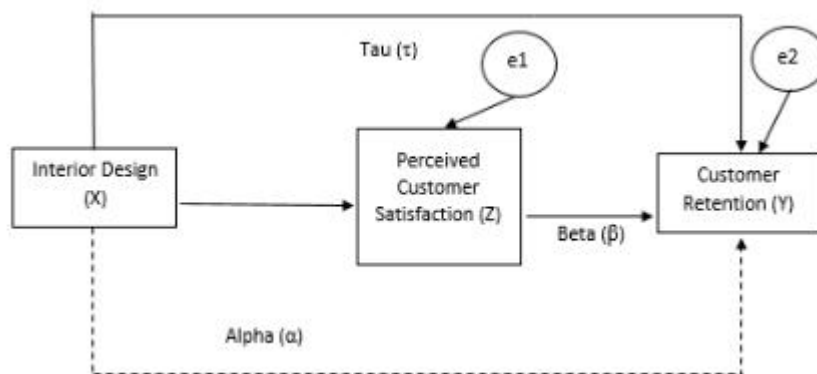 Tau (τ)
e1
e2
Interior Design
(X)
Perceived
Customer
Satisfaction (Z)
Customer
Retention (Y)
Beta (β)
Alpha (α)